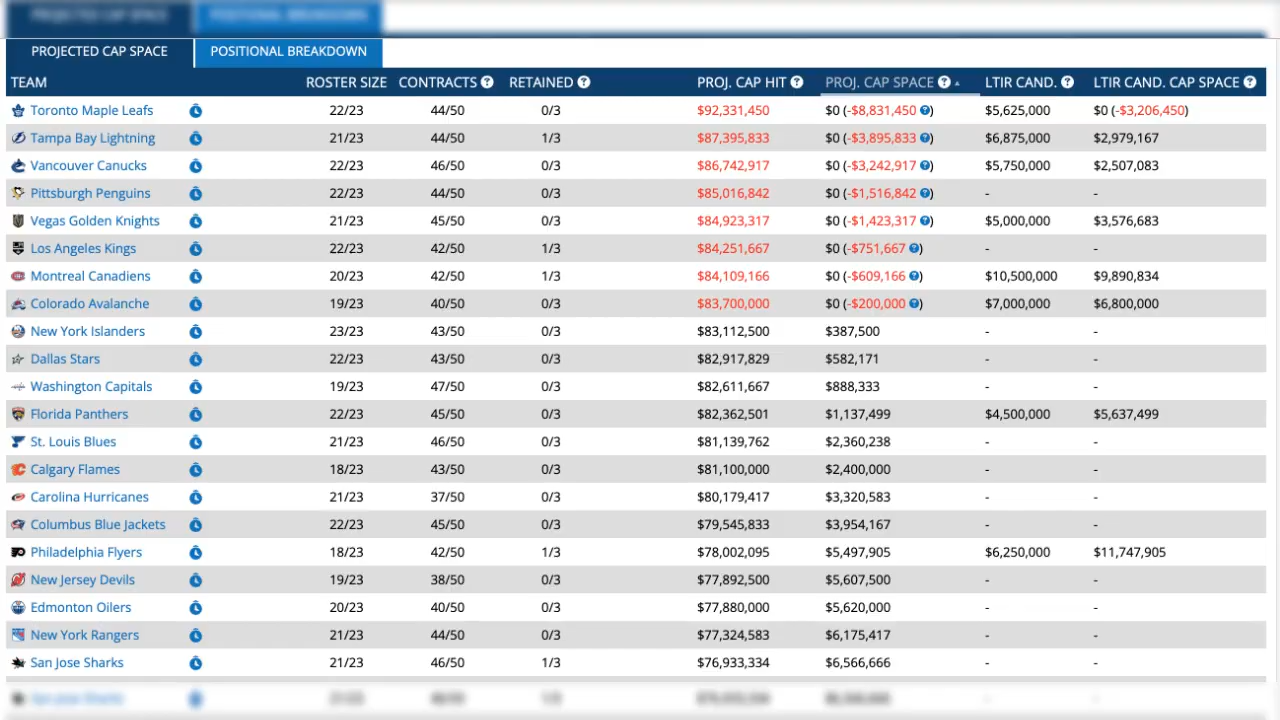 PROJECTED CAP SPACE POSITIONAL BREAKDOWN
PROJECTED CAP SPACE POSITIONAL BREAKDOWN
TEAM ROSTER SIZE CONTRACTS ? RETAINED ? PROJ. CAP HIT ? PROJ. CAP SPACE ? LTIR CAND. ? LTIR CAND. CAP SPACE ?
Toronto Maple Leafs 22/23 44/50 0/3 $92,331,450 $0 (-$8,831,450 ?) $5,625,000 $0 (-$3,206,450)
Tampa Bay Lightning 21/23 44/50 1/3 $87,395,833 $0 (-$3,895,833 ?) $6,875,000 $2,979,167
Vancouver Canucks 22/23 46/50 0/3 $86,742,917 $0 (-$3,242,917 ?) $5,750,000 $2,507,083
Pittsburgh Penguins 22/23 44/50 0/3 $85,016,842 $0 (-$1,516,842 ?) - -
Vegas Golden Knights 21/23 45/50 0/3 $84,923,317 $0 (-$1,423,317 ?) $5,000,000 $3,576,683
Los Angeles Kings 22/23 42/50 1/3 $84,251,667 $0 (-$751,667 ?) - -
Montreal Canadiens 20/23 42/50 1/3 $84,109,166 $0 (-$609,166 ?) $10,500,000 $9,890,834
Colorado Avalanche 19/23 40/50 0/3 $83,700,000 $0 (-$200,000 ?) $7,000,000 $6,800,000
New York Islanders 23/23 43/50 0/3 $83,112,500 $387,500 - -
Dallas Stars 22/23 43/50 0/3 $82,917,829 $582,171 - -
Washington Capitals 19/23 47/50 0/3 $82,611,667 $888,333 - -
Florida Panthers 22/23 45/50 0/3 $82,362,501 $1,137,499 $4,500,000 $5,637,499
St. Louis Blues 21/23 46/50 0/3 $81,139,762 $2,360,238 - -
Calgary Flames 18/23 43/50 0/3 $81,100,000 $2,400,000 - -
Carolina Hurricanes 21/23 37/50 0/3 $80,179,417 $3,320,583 - -
Columbus Blue Jackets 22/23 45/50 0/3 $79,545,833 $3,954,167 - -
Philadelphia Flyers 18/23 42/50 1/3 $78,002,095 $5,497,905 $6,250,000 $11,747,905
New Jersey Devils 19/23 38/50 0/3 $77,892,500 $5,607,500 - -
Edmonton Oilers 20/23 40/50 0/3 $77,880,000 $5,620,000 - -
New York Rangers 21/23 44/50 0/3 $77,324,583 $6,175,417 - -
San Jose Sharks 21/23 46/50 1/3 $76,933,334 $6,566,666 - -